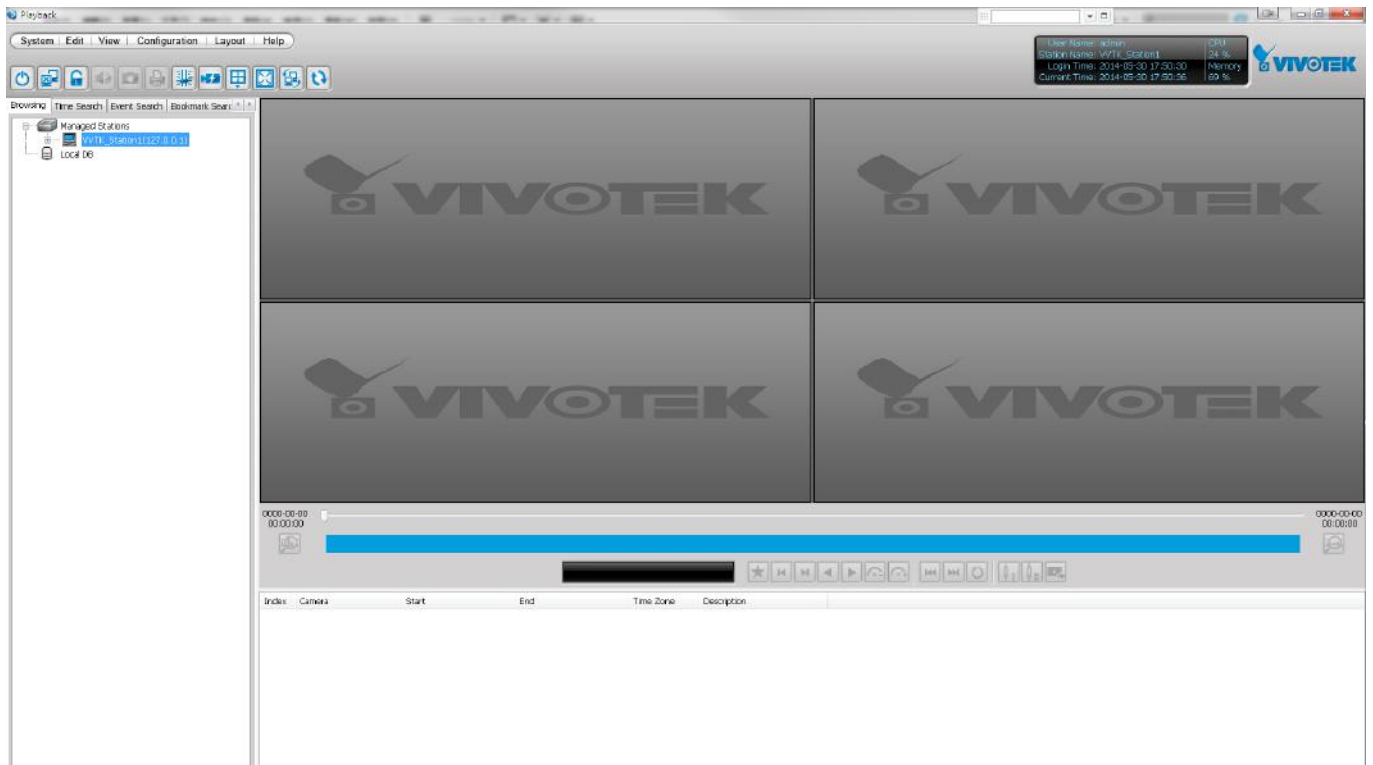 Playback
System Edit View Configuration Layout Help
User Name: admin
Station Name: VVTK_Station1
Login Time: 2014-05-30 17:50:30
Current Time: 2014-05-30 17:50:36
CPU
24 %
Memory
69 %
VIVOTEK
Browsing Time Search Event Search Bookmark Sear
Managed Stations
VVTK_Station1(127.0.0.1)
Local DB
VIVOTEK VIVOTEK
VIVOTEK VIVOTEK
0000-00-00
00:00:00
0000-00-00
00:00:00
Index Camera Start End Time Zone Description